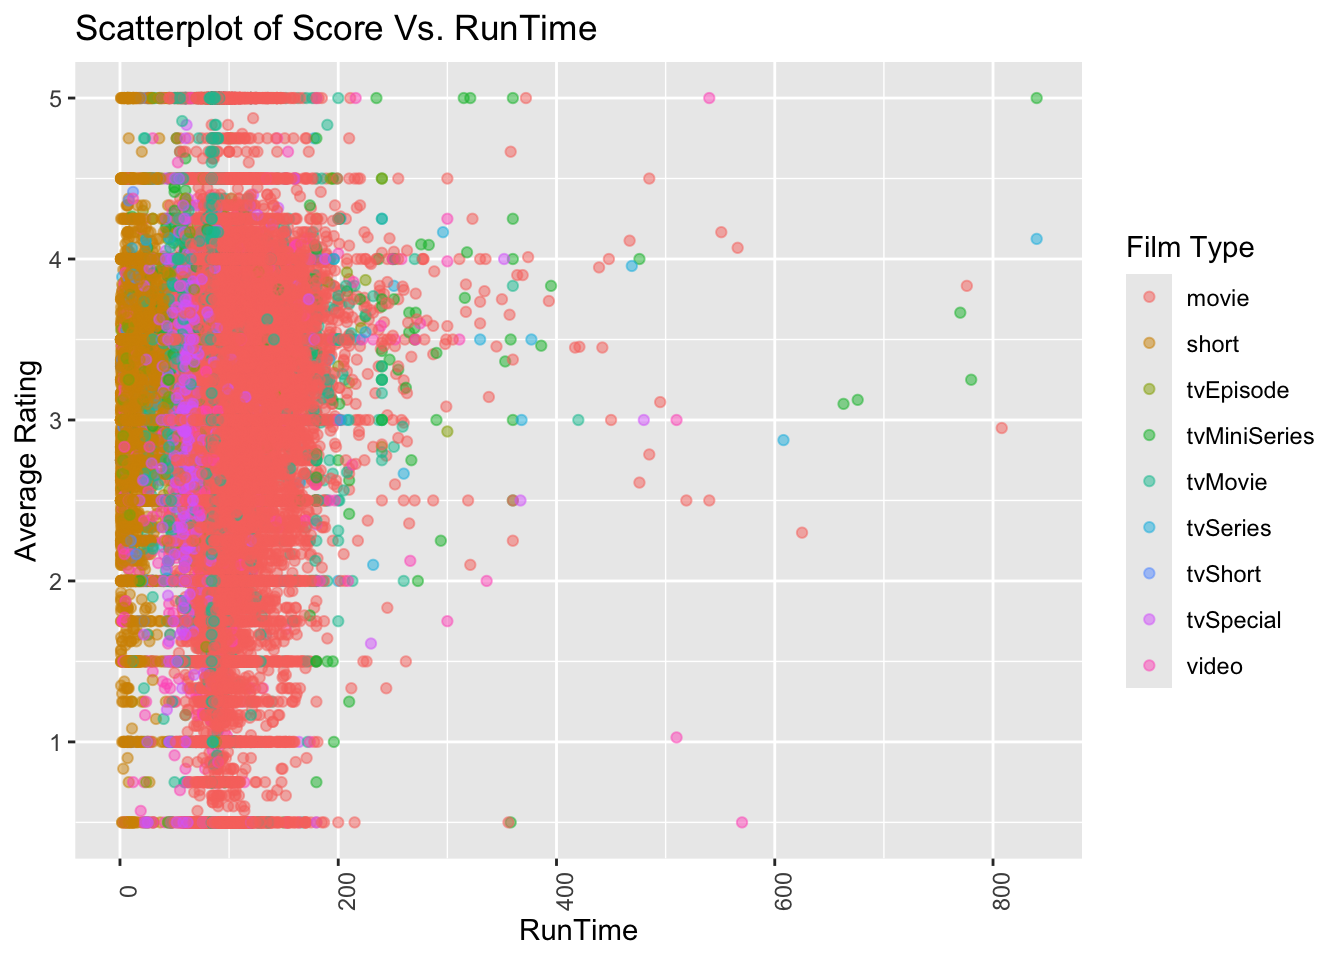 Scatterplot of Score Vs. RunTime
5
4
3
2
1
Average Rating
0
200
400
600
800
RunTime
Film Type
movie
short
tvEpisode
tvMiniSeries
tvMovie
tvSeries
tvShort
tvSpecial
video